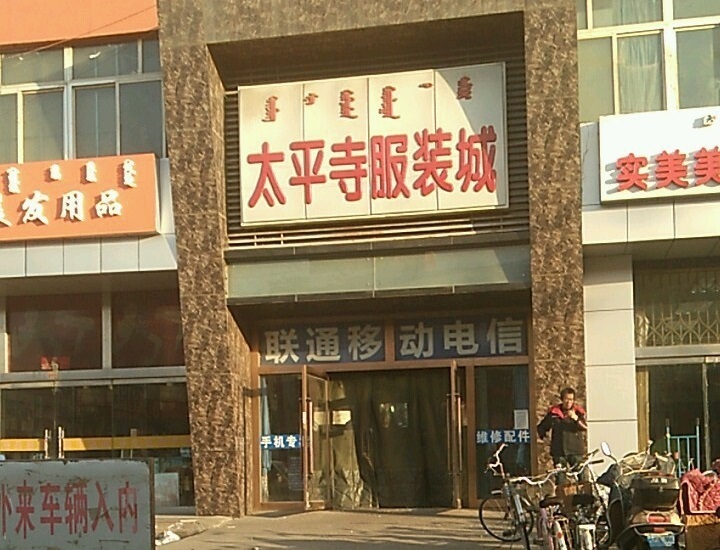 太平寺服装城
发用品
实美美
联通移动电信
手机专
维修配件
来车辆入内